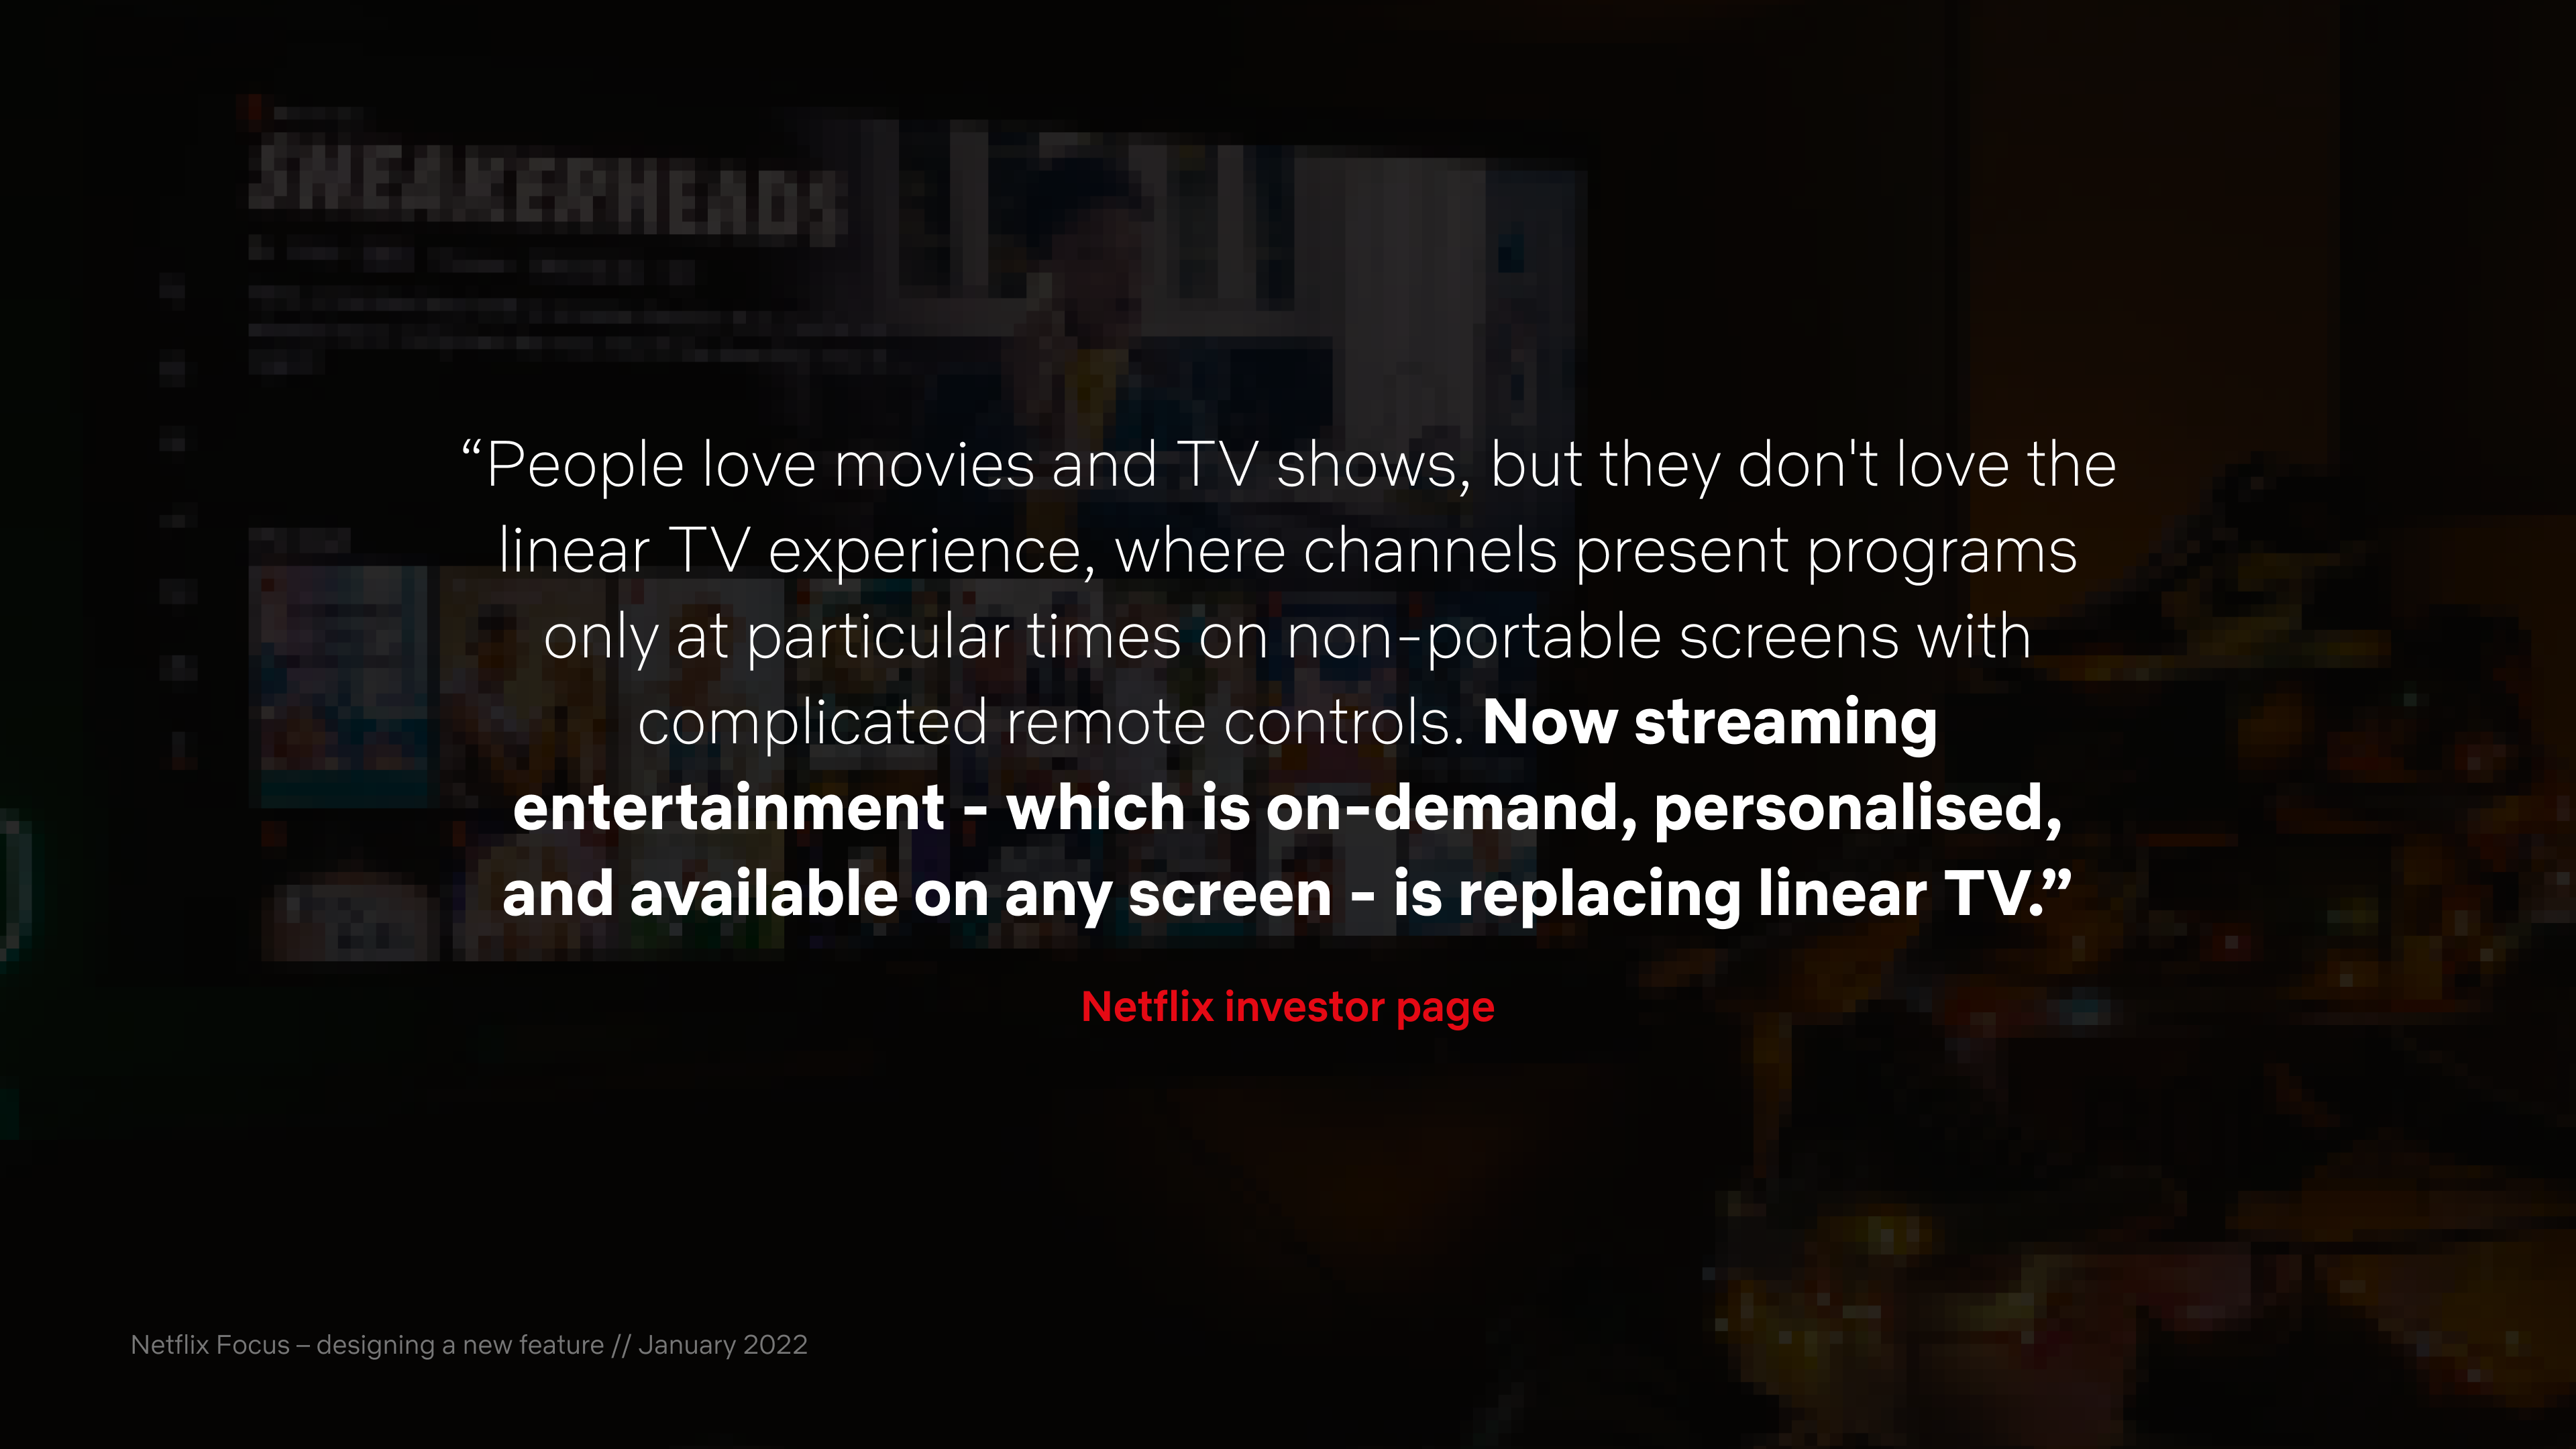 SNEAKERHEADS
“People love movies and TV shows, but they don't love the
linear TV experience, where channels present programs
only at particular times on non-portable screens with
complicated remote controls. Now streaming
entertainment - which is on-demand, personalised,
and available on any screen - is replacing linear TV.”
Netflix investor page
Netflix Focus – designing a new feature // January 2022